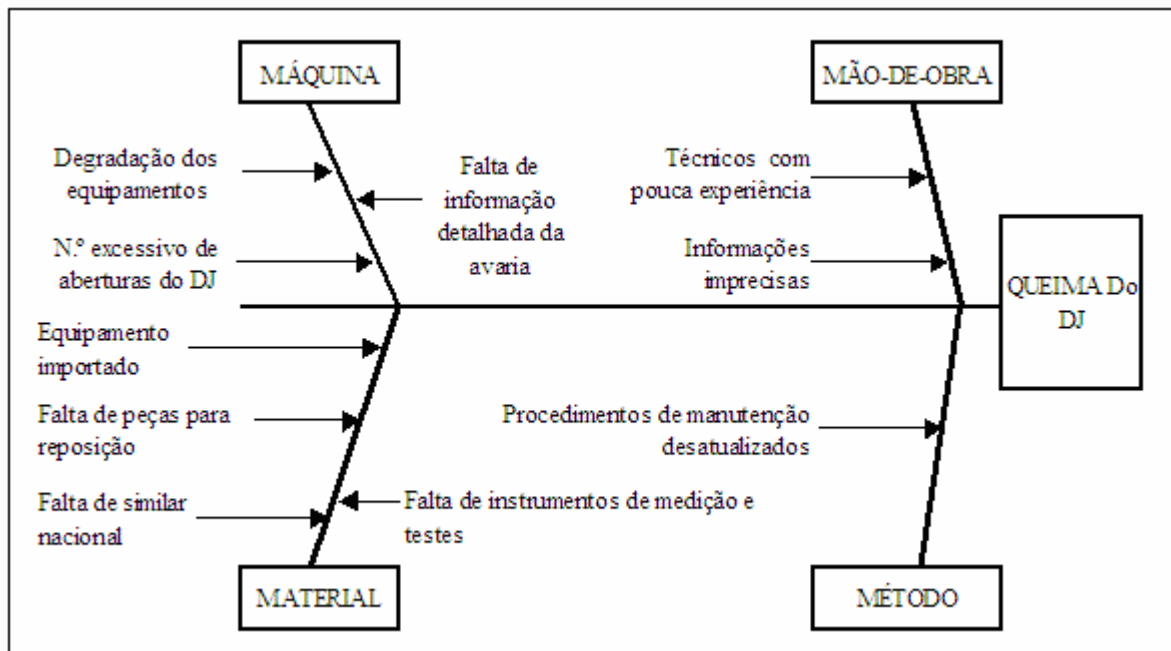 MÁQUINA
MÃO-DE-OBRA
Degradação dos
equipamentos
Falta de
informação
detalhada da
avaria
N.º excessivo de
aberturas do DJ
Técnicos com
pouca experiência
Informações
imprecisas
QUEIMA Do
DJ
Equipamento
importado
Falta de peças para
reposição
Falta de similar
nacional
Falta de instrumentos de medição e
testes
Procedimentos de manutenção
desatualizados
MATERIAL
MÉTODO